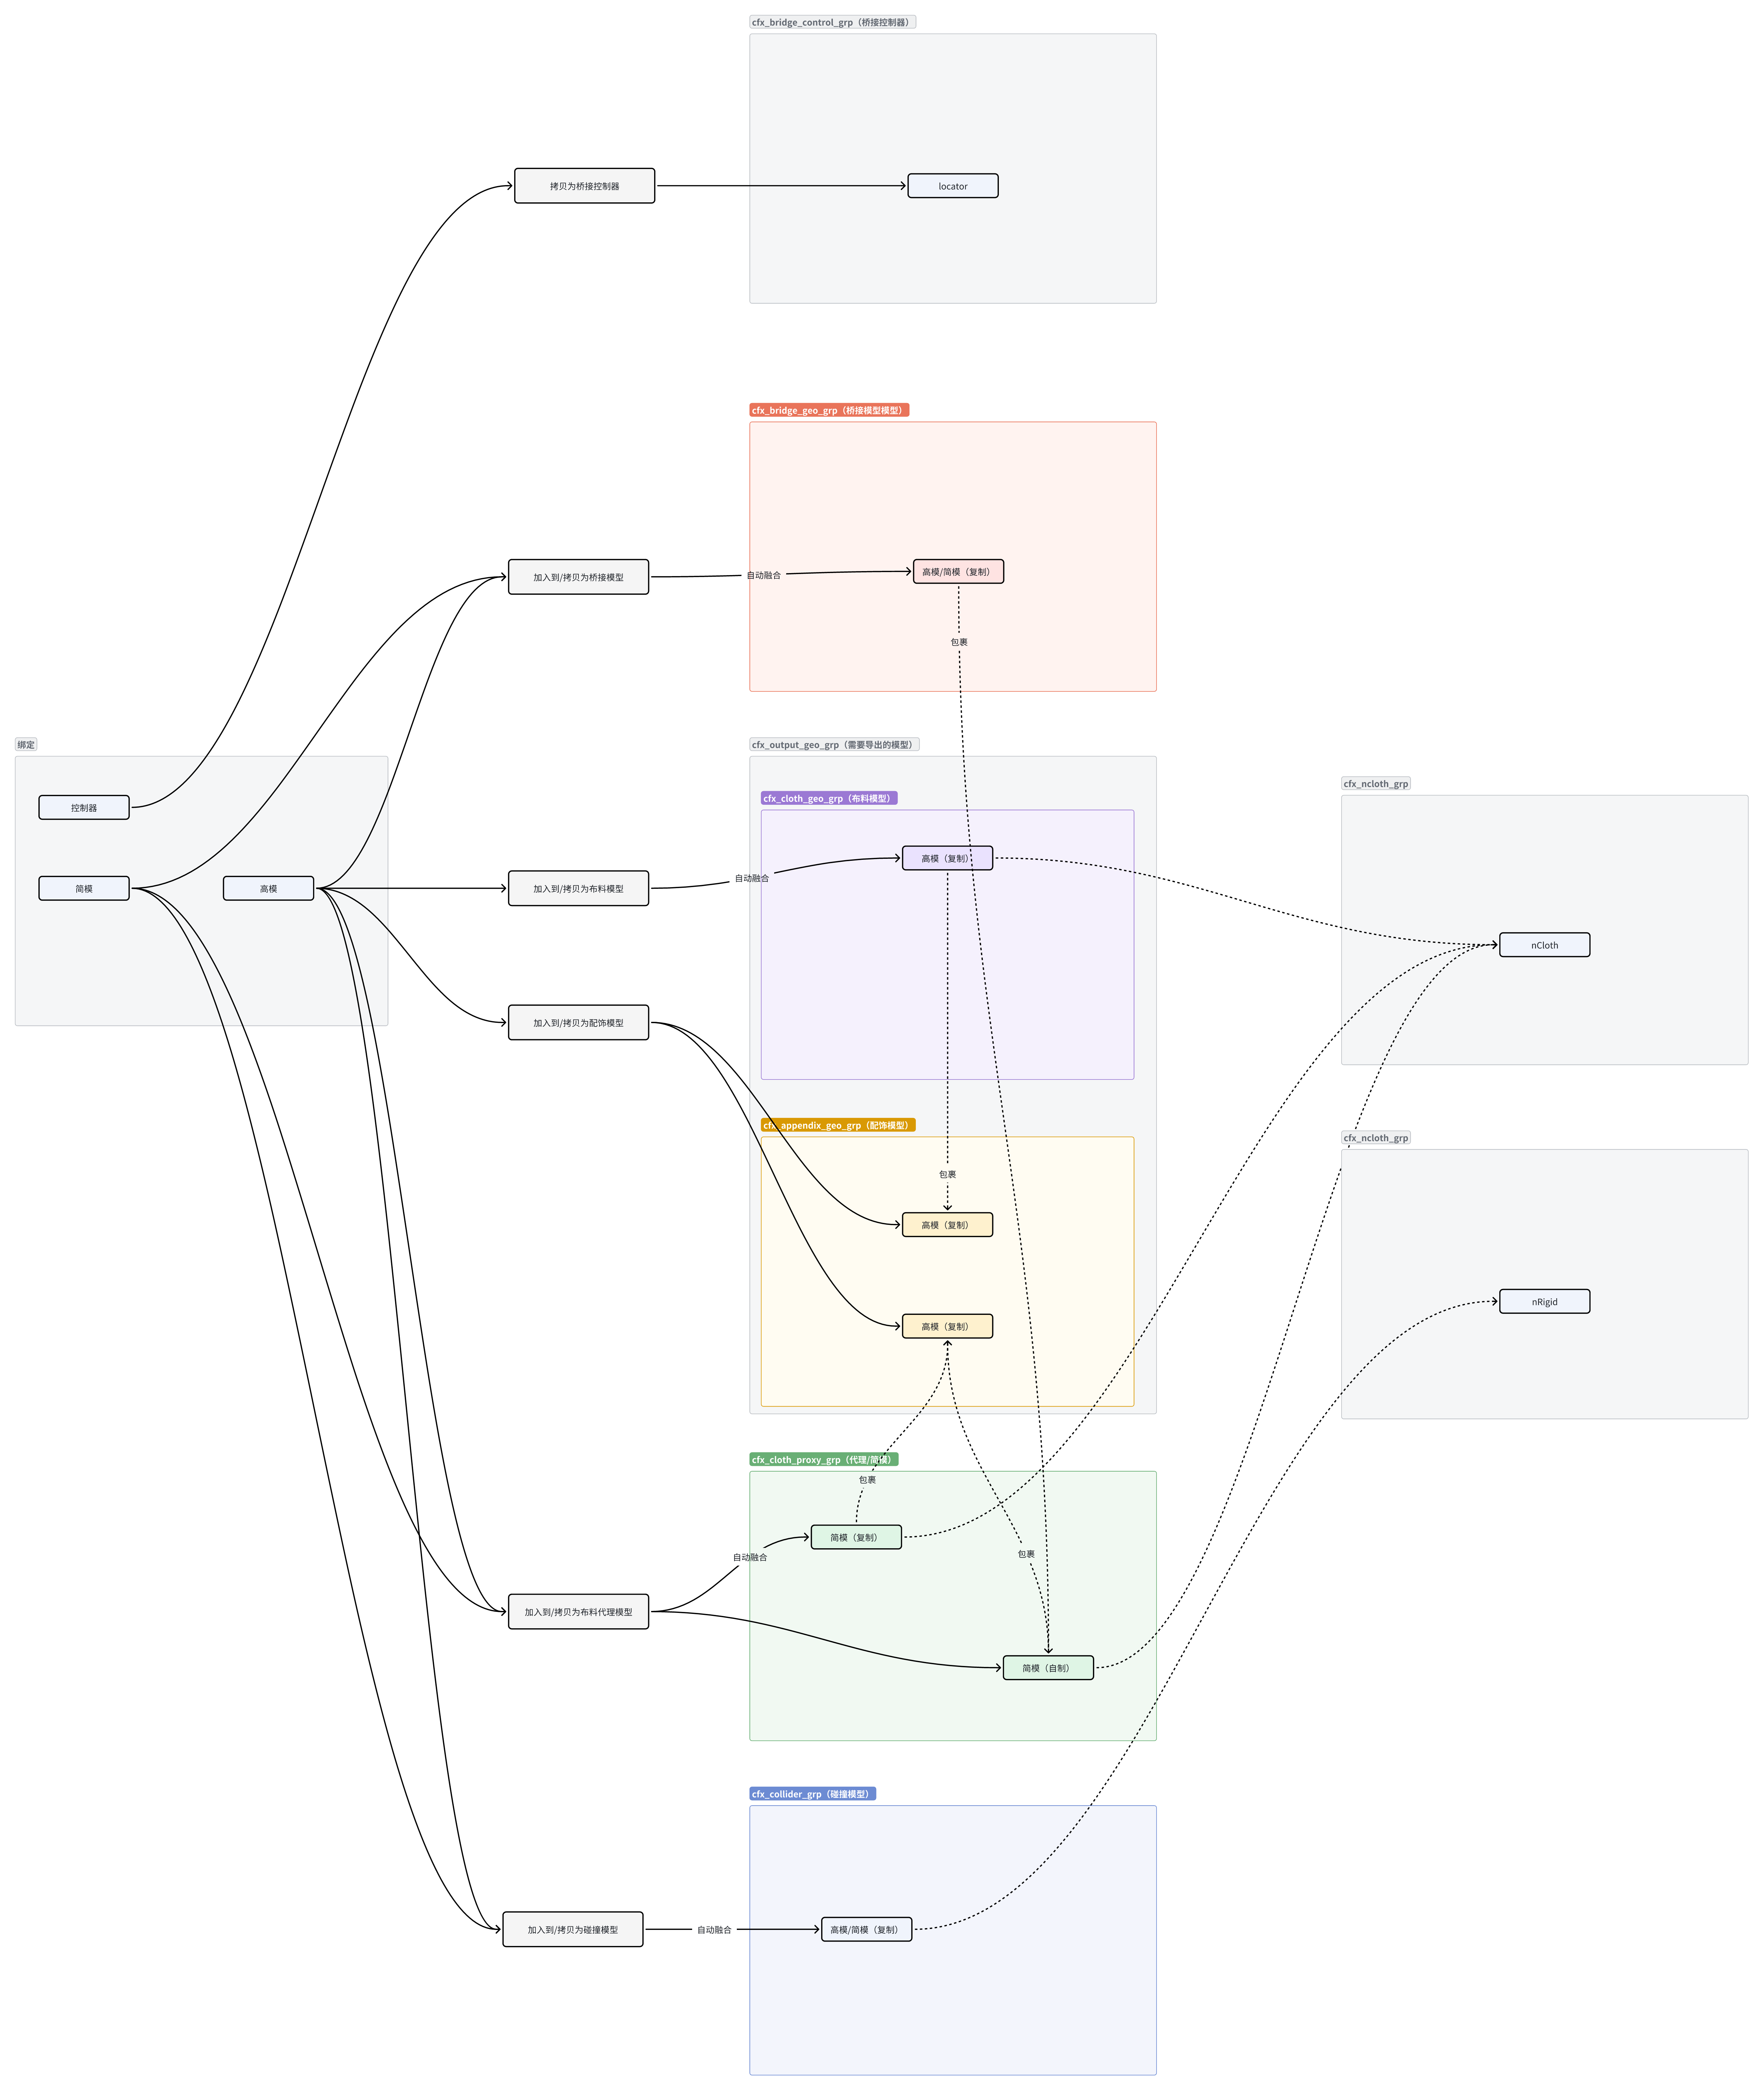 cfx_bridge_control_grp（桥接控制器）
拷贝为桥接控制器
locator
cfx_bridge_geo_grp（桥接模型模型）
加入到/拷贝为桥接模型
自动融合
高模/简模（复制）
包裹
绑定
控制器
简模
高模
cfx_output_geo_grp（需要导出的模型）
cfx_cloth_geo_grp（布料模型）
加入到/拷贝为布料模型
自动融合
高模（复制）
cfx_ncloth_grp
nCloth
加入到/拷贝为配饰模型
cfx_appendix_geo_grp（配饰模型）
包裹
高模（复制）
高模（复制）
cfx_ncloth_grp
nRigid
cfx_cloth_proxy_grp（代理/简模）
包裹
简模（复制）
自动融合
包裹
加入到/拷贝为布料代理模型
简模（自制）
cfx_collider_grp（碰撞模型）
加入到/拷贝为碰撞模型
自动融合
高模/简模（复制）